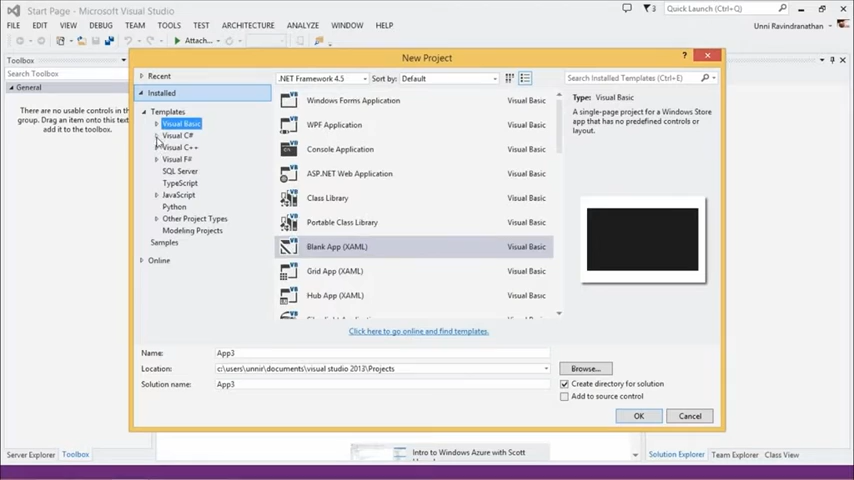 Start Page - Microsoft Visual Studio
3
Quick Launch (Ctrl+Q)
FILE EDIT VIEW DEBUG TEAM TOOLS TEST ARCHITECTURE ANALYZE WINDOW HELP
Unni Ravindranathan
Attach...
Toolbox
Search Toolbox
General
There are no usable controls in this
group. Drag an item onto this text
add it to the toolbox.
New Project
?
Recent
Installed
Templates
Visual Basic
Visual C#
Visual C++
Visual F#
SQL Server
TypeScript
JavaScript
Python
Other Project Types
Modeling Projects
Samples
Online
.NET Framework 4.5 Sort by: Default
Windows Forms Application Visual Basic
WPF Application Visual Basic
Console Application Visual Basic
ASP.NET Web Application Visual Basic
Class Library Visual Basic
Portable Class Library Visual Basic
Blank App (XAML) Visual Basic
Grid App (XAML) Visual Basic
Hub App (XAML) Visual Basic
Click here to go online and find templates.
Search Installed Templates (Ctrl+E)
Type: Visual Basic
A single-page project for a Windows Store
app that has no predefined controls or
layout.
Name: App3
Location: c:\users\unnir\documents\visual studio 2013\Projects
Browse...
Solution name: App3
Create directory for solution
Add to source control
OK Cancel
Intro to Windows Azure with Scott
Server Explorer Toolbox
Solution Explorer Team Explorer Class View